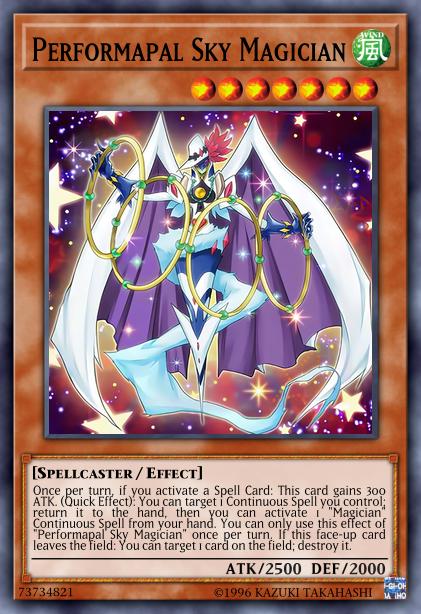 PERFORMAPAL SKY MAGICIAN
WIND
風
[SPELLCASTER / EFFECT]
Once per turn, if you activate a Spell Card: This card gains 300
ATK. (Quick Effect): You can target 1 Continuous Spell you control;
return it to the hand, then you can activate 1 "Magician"
Continuous Spell from your hand. You can only use this effect of
"Performapal Sky Magician" once per turn. If this face-up card
leaves the field: You can target 1 card on the field; destroy it.
ATK/2500 DEF/2000
73734821
©1996 KAZUKI TAKAHASHI